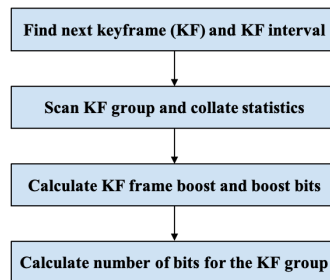 Find next keyframe (KF) and KF interval
Scan KF group and collate statistics
Calculate KF frame boost and boost bits
Calculate number of bits for the KF group